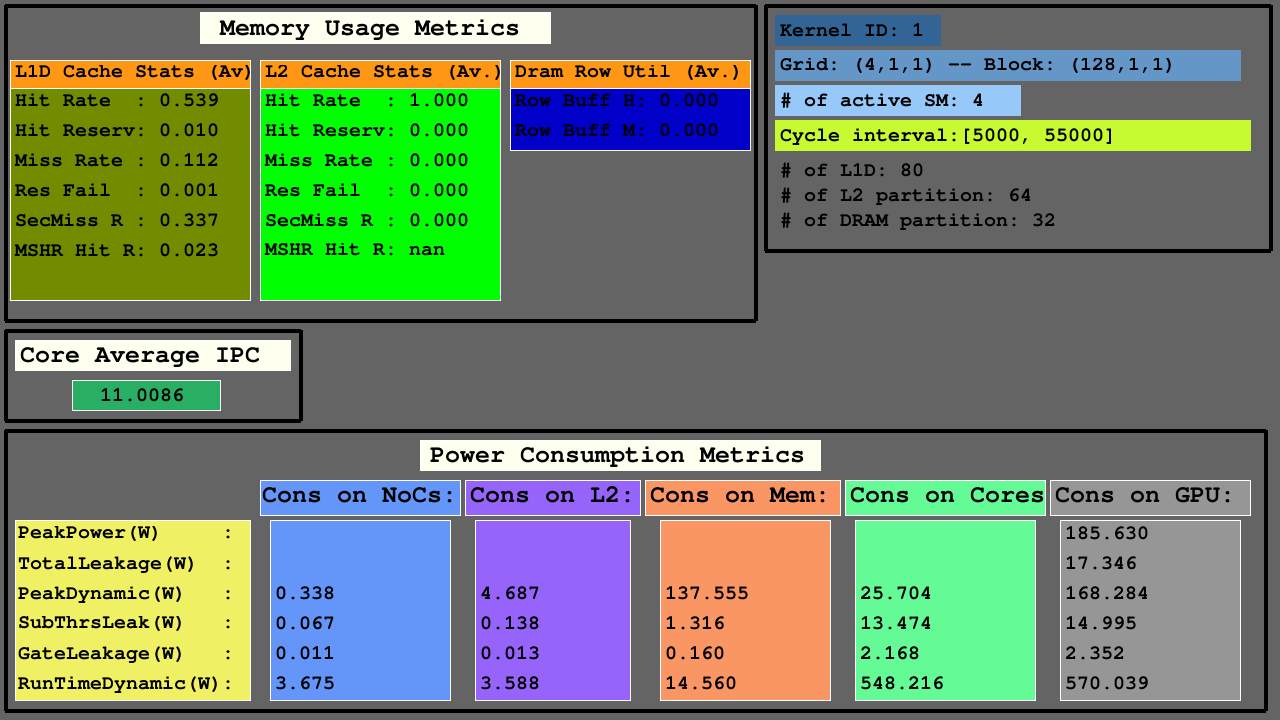 Memory Usage Metrics
L1D Cache Stats (Av)
Hit Rate  : 0.539
Hit Reserv: 0.010
Miss Rate : 0.112
Res Fail  : 0.001
SecMiss R : 0.337
MSHR Hit R: 0.023
L2 Cache Stats (Av.)
Hit Rate  : 1.000
Hit Reserv: 0.000
Miss Rate : 0.000
Res Fail  : 0.000
SecMiss R : 0.000
MSHR Hit R: nan
Dram Row Util (Av.)
Row Buff H: 0.000
Row Buff M: 0.000
Kernel ID: 1
Grid: (4,1,1) -- Block: (128,1,1)
# of active SM: 4
Cycle interval:[5000, 55000]
# of L1D: 80
# of L2 partition: 64
# of DRAM partition: 32
Core Average IPC
11.0086
Power Consumption Metrics
Cons on NoCs: Cons on L2: Cons on Mem: Cons on Cores Cons on GPU:
PeakPower(W) : 185.630
TotalLeakage(W) : 17.346
PeakDynamic(W) : 0.338 4.687 137.555 25.704 168.284
SubThrsLeak(W) : 0.067 0.138 1.316 13.474 14.995
GateLeakage(W) : 0.011 0.013 0.160 2.168 2.352
RunTimeDynamic(W): 3.675 3.588 14.560 548.216 570.039